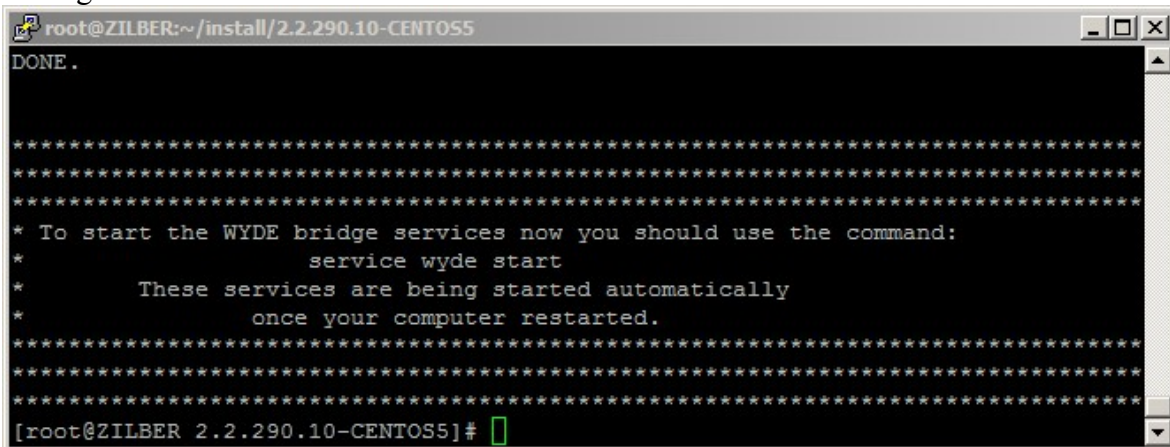 root@ZILBER:~/install/2.2.290.10-CENTOS5
DONE.
********************************************************************************
********************************************************************************
********************************************************************************
* To start the WYDE bridge services now you should use the command:
*                     service wyde start
*         These services are being started automatically
*                 once your computer restarted.
********************************************************************************
********************************************************************************
********************************************************************************
[root@ZILBER 2.2.290.10-CENTOS5]#